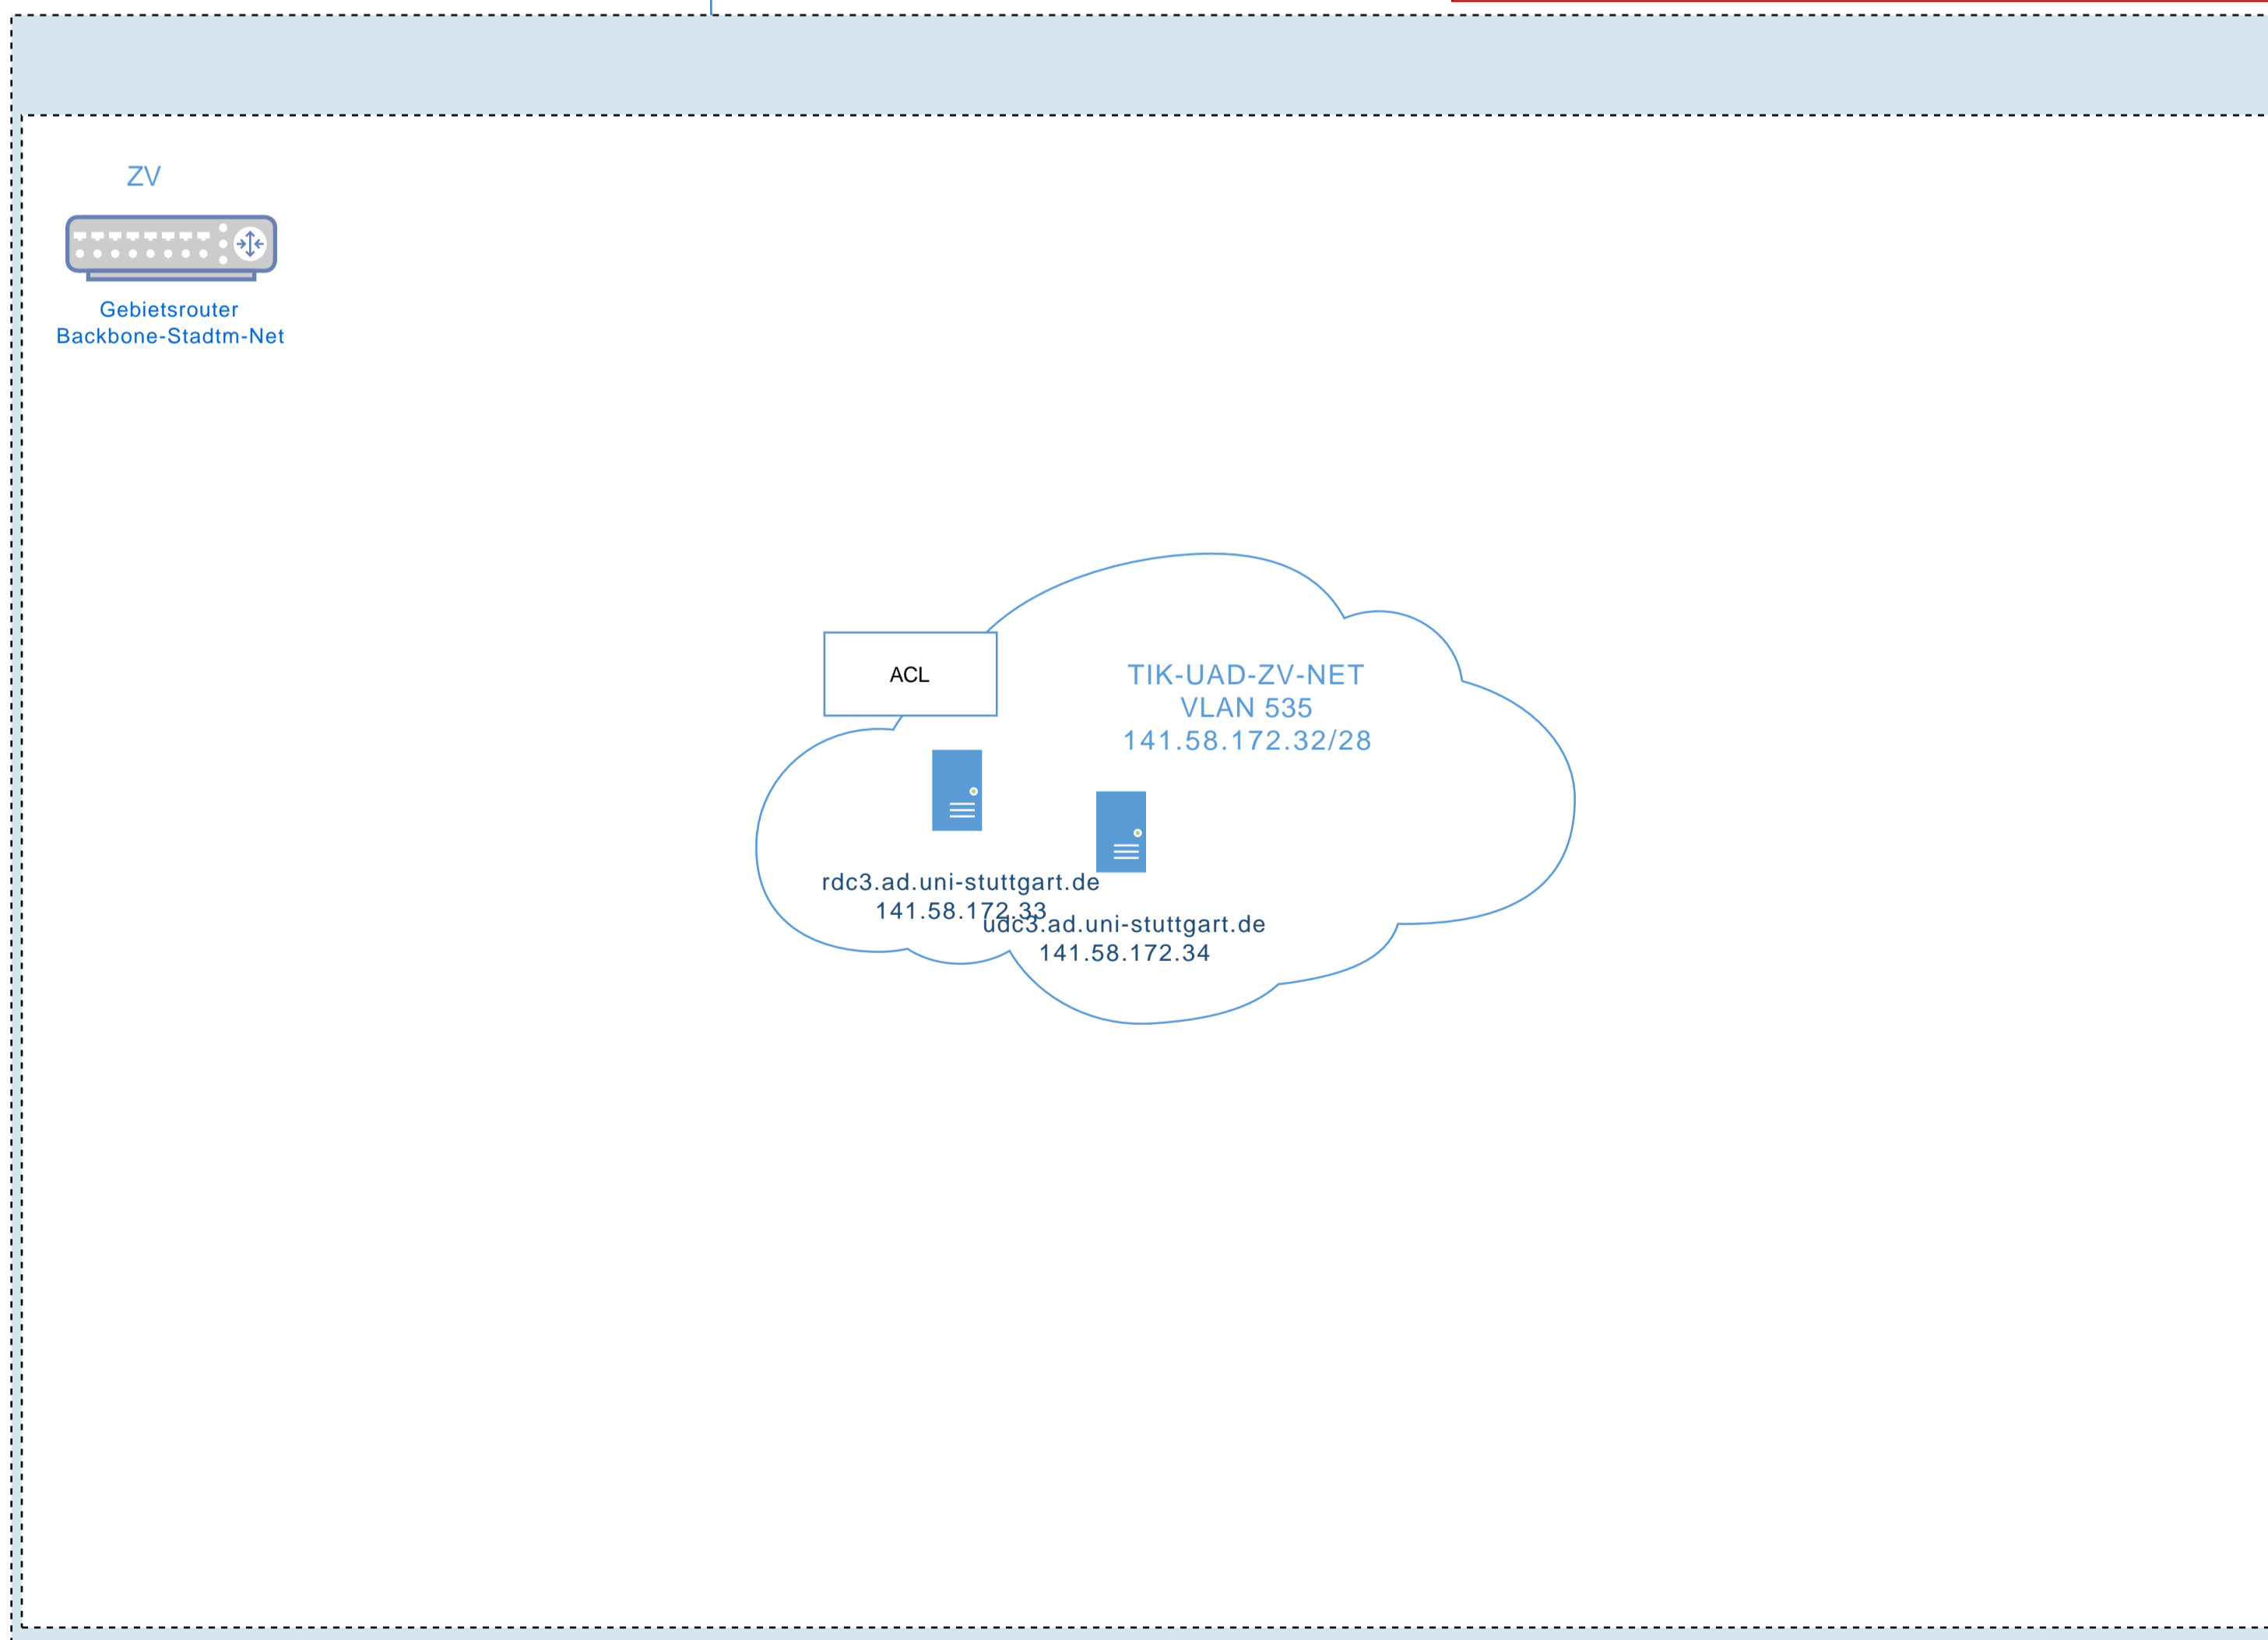 ZV
Gebietsrouter
Backbone-Stadtm-Net
ACL
TIK-UAD-ZV-NET
VLAN 535
141.58.172.32/28
rdc3.ad.uni-stuttgart.de
141.58.172.33
udc3.ad.uni-stuttgart.de
141.58.172.34